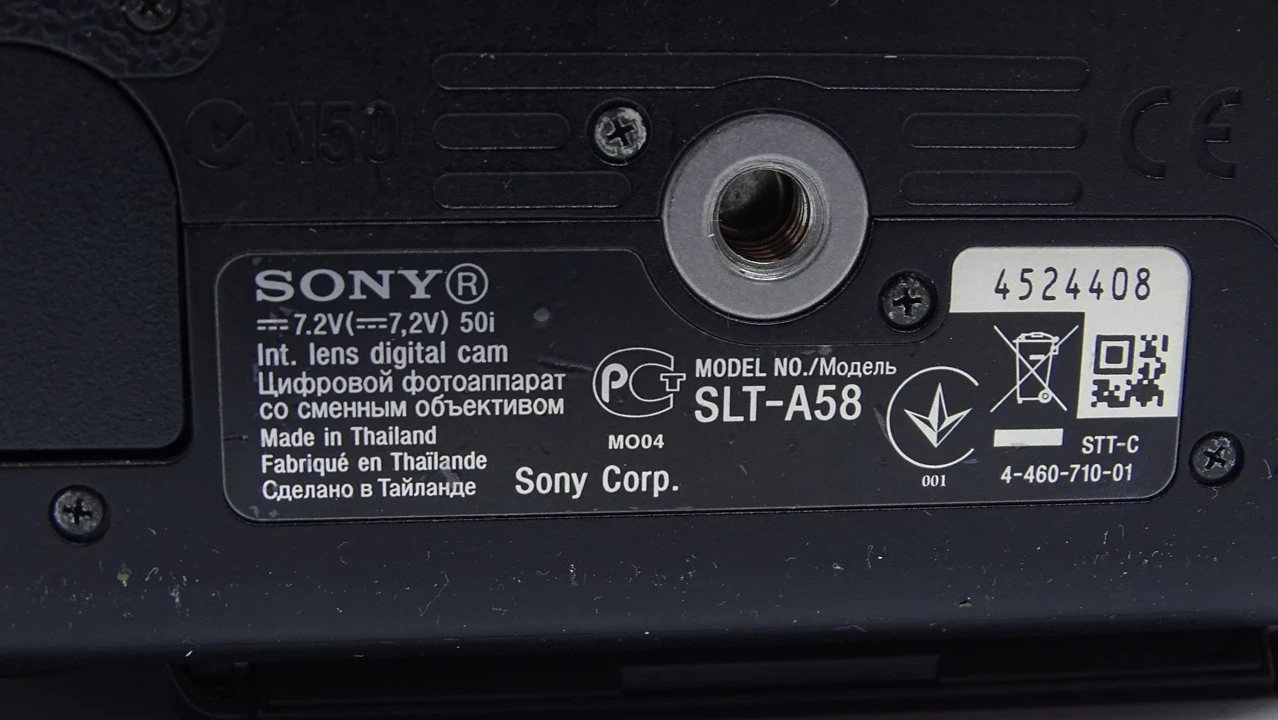 N50
CE
SONY®
⎓7.2V(⎓7,2V) 50i
Int. lens digital cam
Цифровой фотоаппарат
со сменным объективом
Made in Thailand
Fabriqué en Thaïlande
Сделано в Тайланде
Sony Corp.
РСТ
МО04
MODEL NO./Модель
SLT-A58
001
4524408
STT-C
4-460-710-01